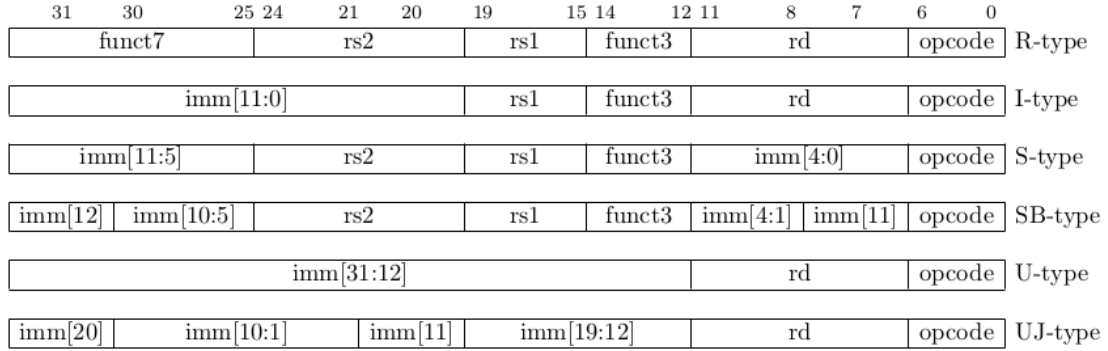 31 30 25 24 21 20 19 15 14 12 11 8 7 6 0
funct7 rs2 rs1 funct3 rd opcode R-type
imm[11:0] rs1 funct3 rd opcode I-type
imm[11:5] rs2 rs1 funct3 imm[4:0] opcode S-type
imm[12] imm[10:5] rs2 rs1 funct3 imm[4:1] imm[11] opcode SB-type
imm[31:12] rd opcode U-type
imm[20] imm[10:1] imm[11] imm[19:12] rd opcode UJ-type